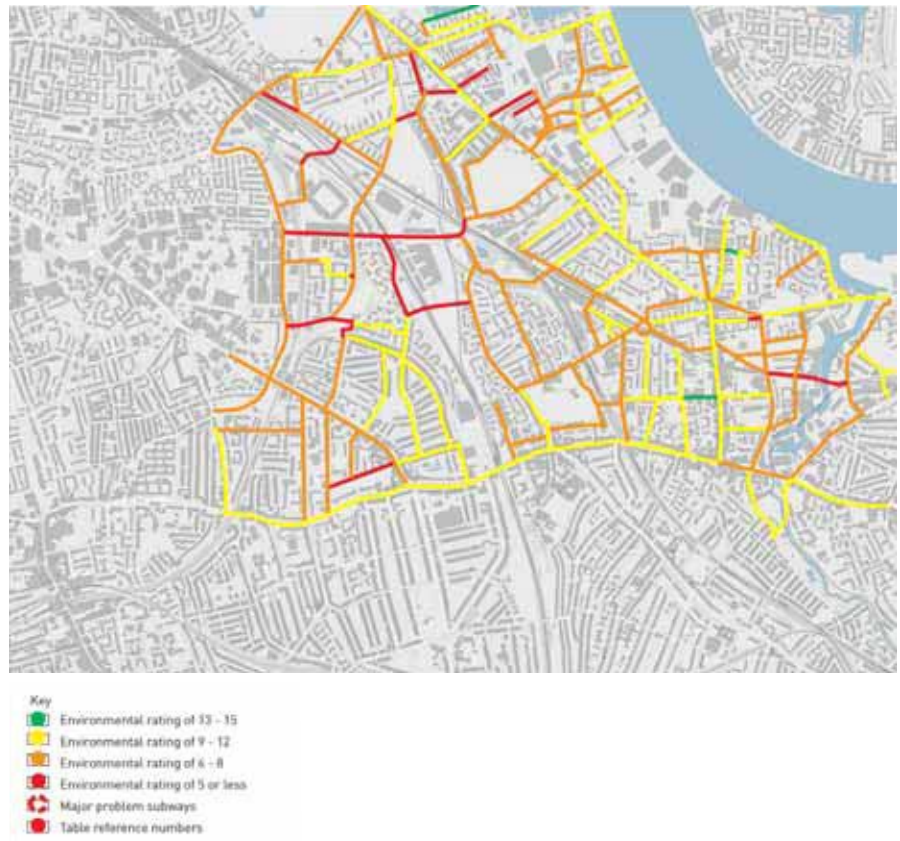 Key
Environmental rating of 13 - 15
Environmental rating of 9 - 12
Environmental rating of 6 - 8
Environmental rating of 5 or less
Major problem subways
Table reference numbers